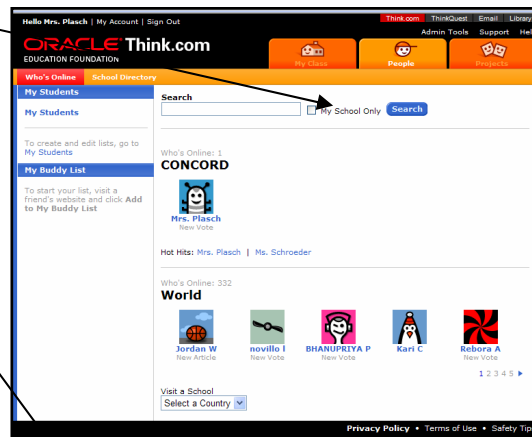 Hello Mrs. Plasch | My Account | Sign Out
Think.com ThinkQuest Email Library
Admin Tools Support Help
ORACLE Think.com
EDUCATION FOUNDATION
My Class People Projects
Who's Online School Directory
My Students
My Students
To create and edit lists, go to
My Students
My Buddy List
To start your list, visit a
friend's website and click Add
to My Buddy List
Search
My School Only Search
Who's Online: 1
CONCORD
Mrs. Plasch
New Vote
Hot Hits: Mrs. Plasch | Ms. Schroeder
Who's Online: 332
World
Jordan W novillo l BHANUPRIYA P Kari C Rebora A
New Article New Vote New Vote New Vote
1 2 3 4 5
Visit a School
Select a Country
Privacy Policy • Terms of Use • Safety Tip